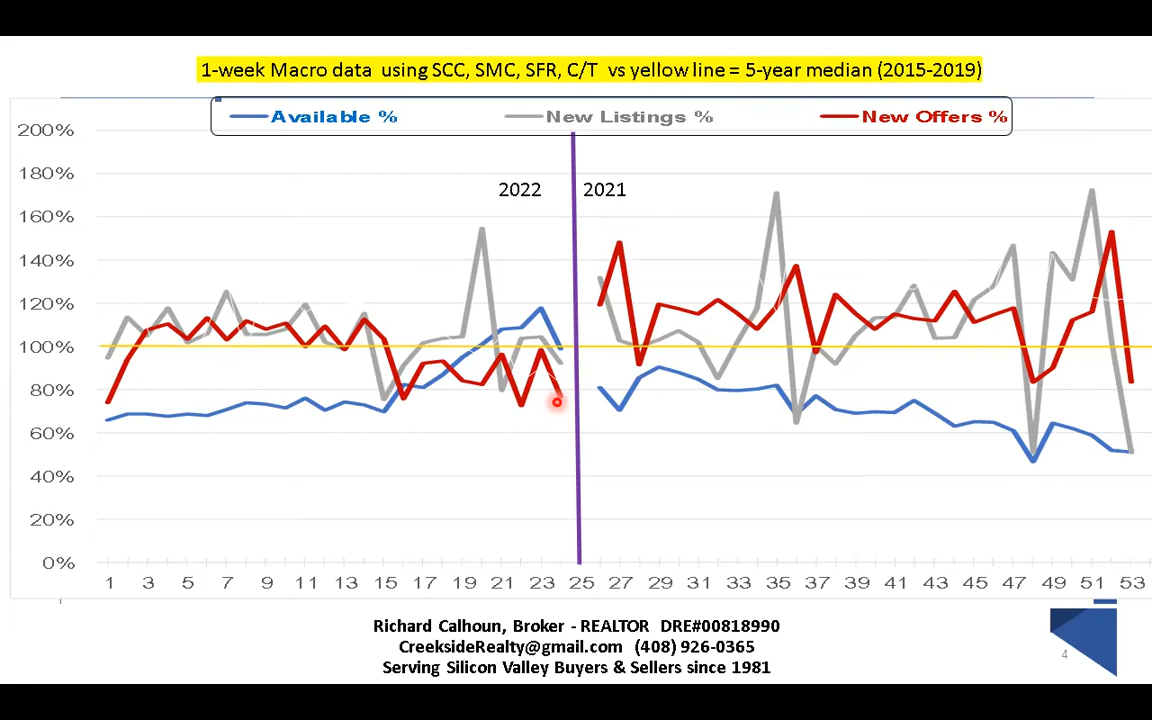 1-week Macro data using SCC, SMC, SFR, C/T vs yellow line = 5-year median (2015-2019)
Available % New Listings % New Offers %
200%
180%
2022 2021
160%
140%
120%
100%
80%
60%
40%
20%
0%
1 3 5 7 9 11 13 15 17 19 21 23 25 27 29 31 33 35 37 39 41 43 45 47 49 51 53
Richard Calhoun, Broker - REALTOR DRE#00818990
CreeksideRealty@gmail.com (408) 926-0365
Serving Silicon Valley Buyers & Sellers since 1981
4